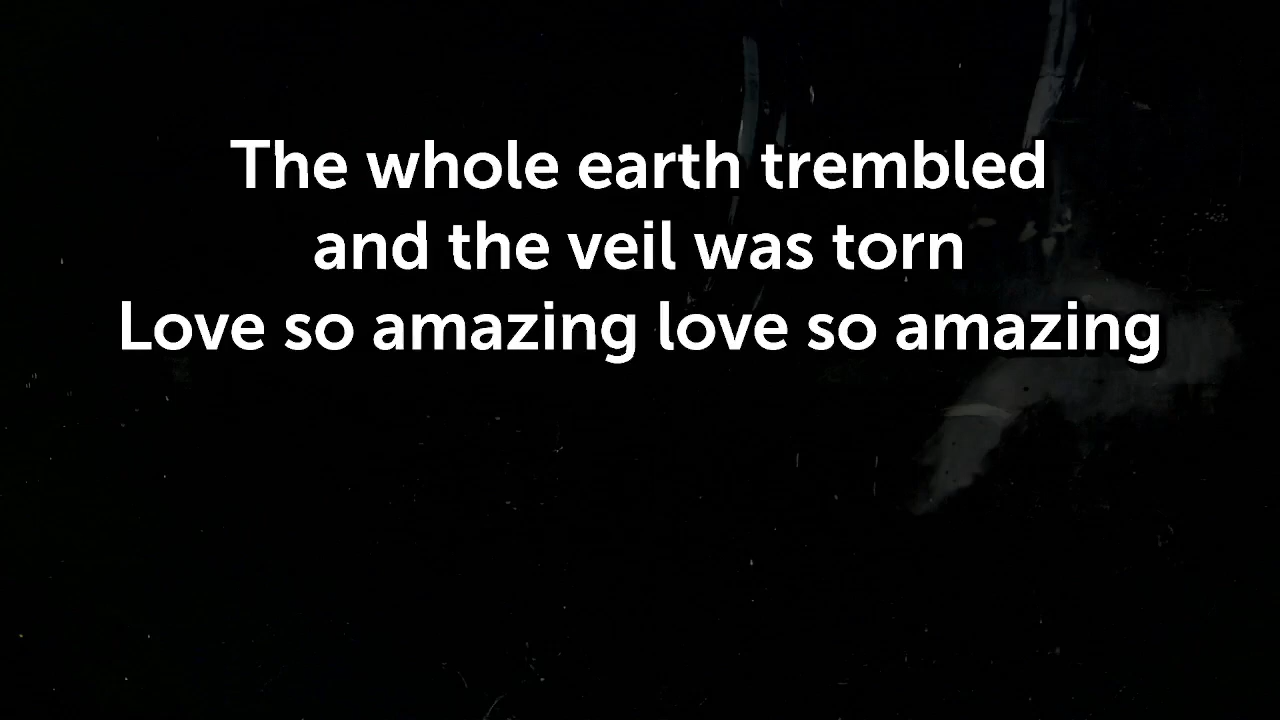 The whole earth trembled
and the veil was torn
Love so amazing love so amazing